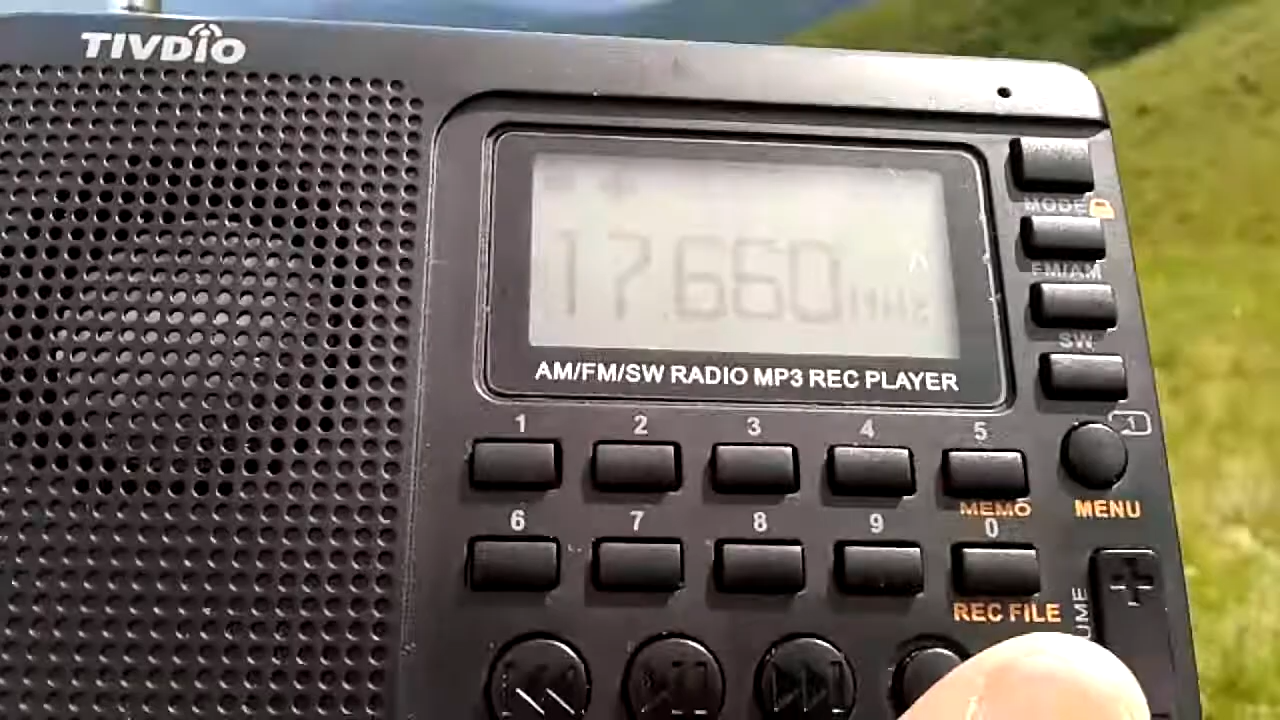 TIVDIO
MODE
17.660 MHz
FM/AM
SW
AM/FM/SW RADIO MP3 REC PLAYER
1 2 3 4 5
1
MEMO MENU
6 7 8 9 0
REC FILE